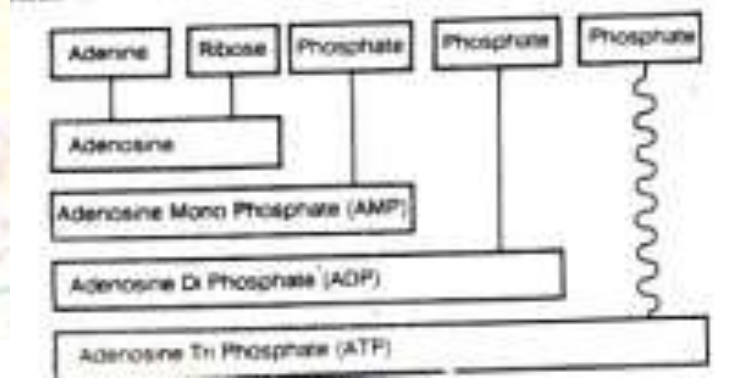 Adenine Ribose Phosphate Phosphate Phosphate
Adenosine
Adenosine Mono Phosphate (AMP)
Adenosine Di Phosphate (ADP)
Adenosine Tri Phosphate (ATP)